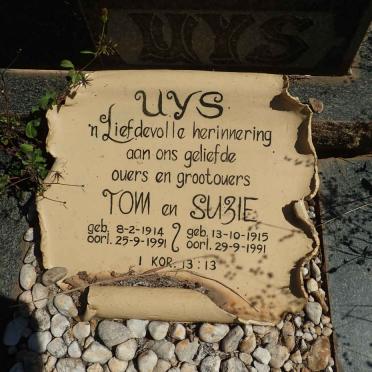 UYS
UYS
'n Liefdevolle herinnering
aan ons geliefde
ouers en grootouers
TOM en SUZIE
geb. 8-2-1914 geb. 13-10-1915
oorl. 25-9-1991 oorl. 29-9-1991
1 KOR. 13:13